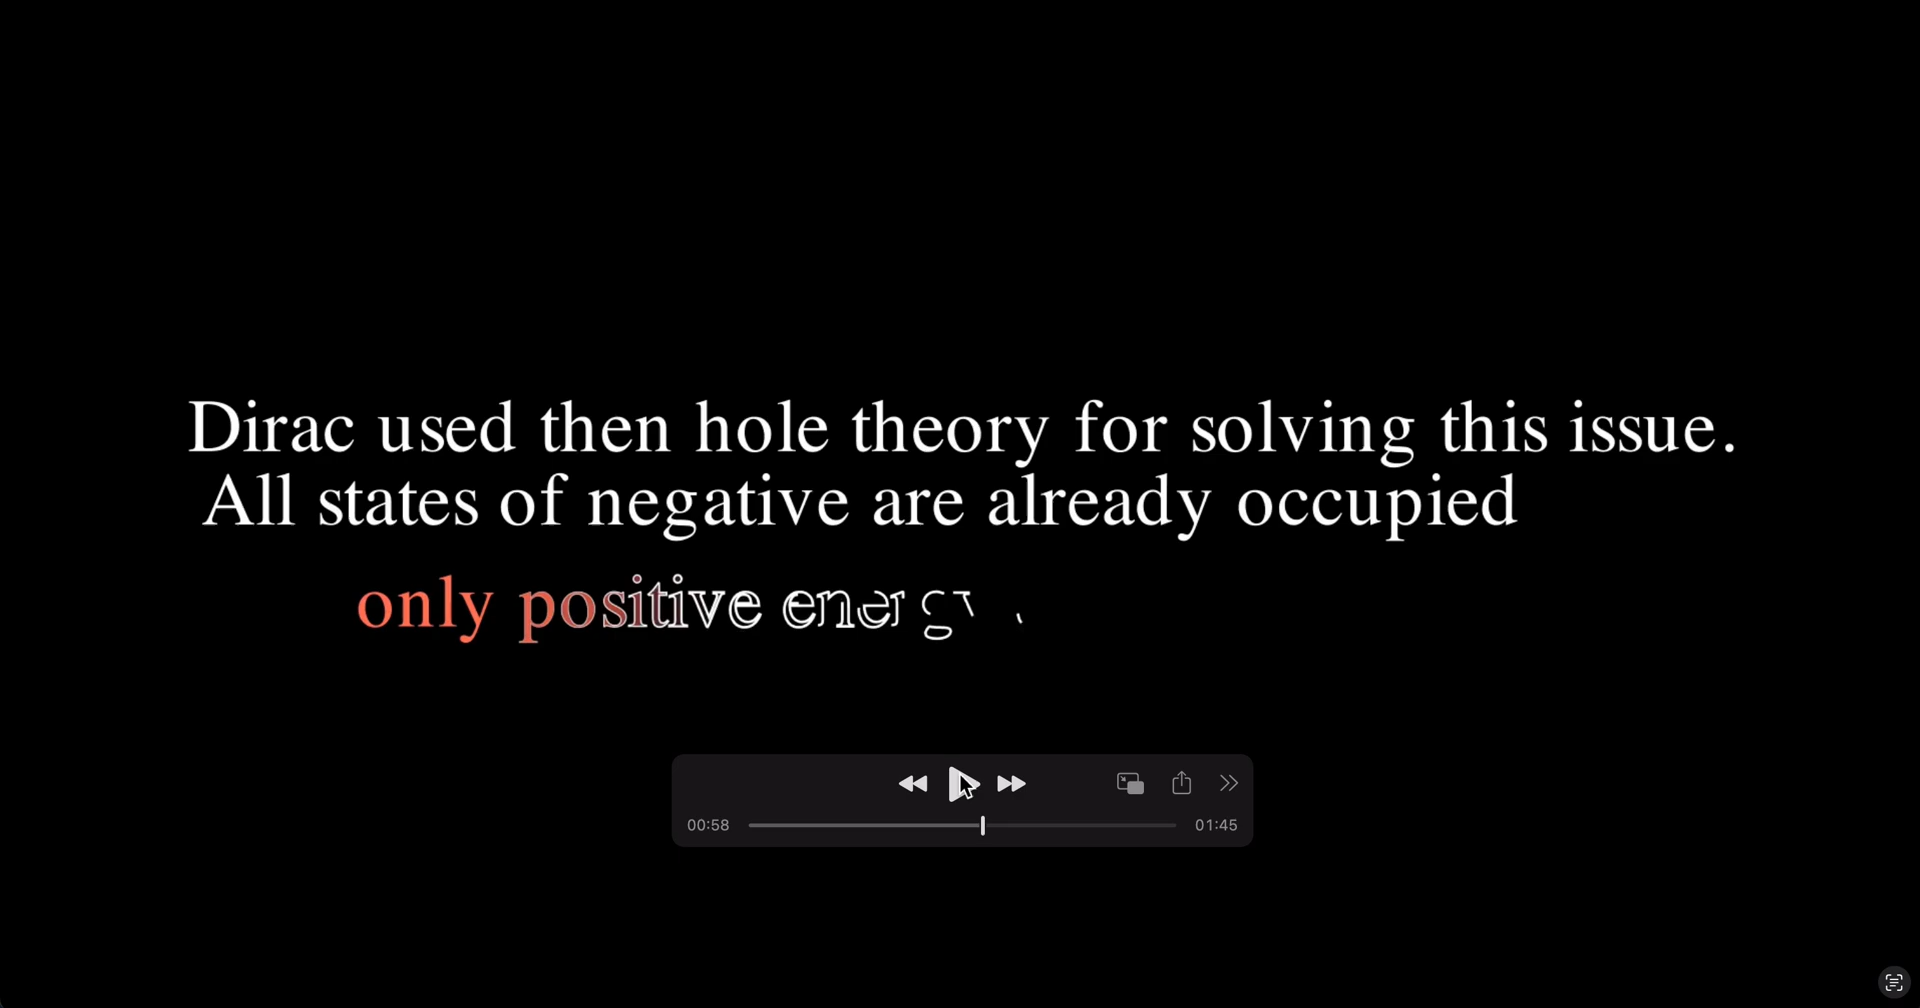 Dirac used then hole theory for solving this issue.
All states of negative are already occupied
only positive energy
00:58
01:45